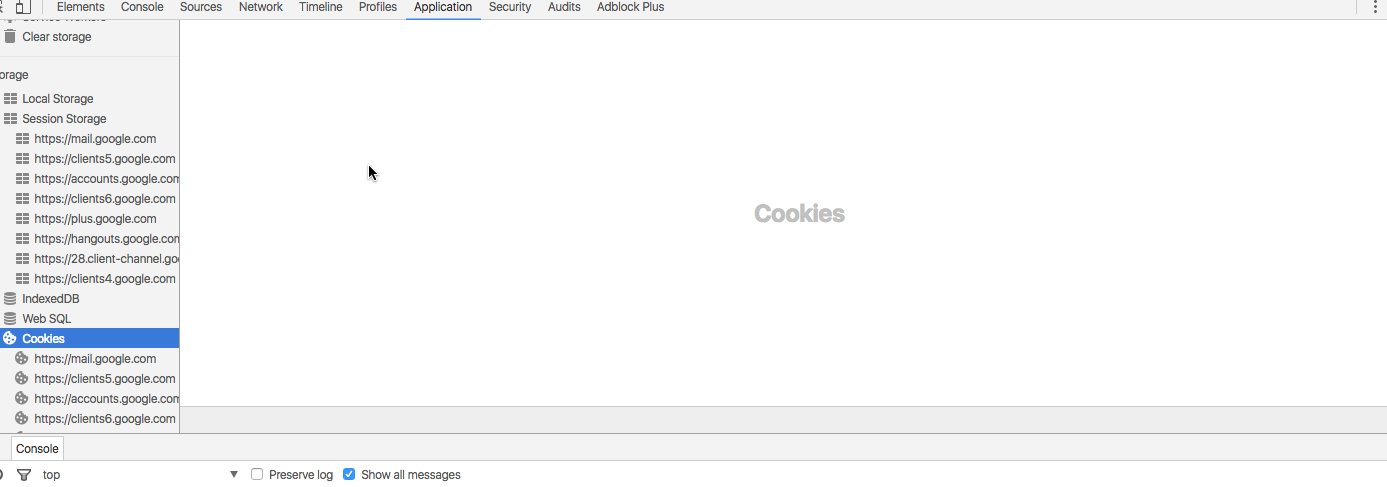 Elements Console Sources Network Timeline Profiles Application Security Audits Adblock Plus
Service Workers
Clear storage
orage
Local Storage
Session Storage
https://mail.google.com
https://clients5.google.com
https://accounts.google.com
https://clients6.google.com
https://plus.google.com
https://hangouts.google.com
https://28.client-channel.goo
https://clients4.google.com
IndexedDB
Web SQL
Cookies
https://mail.google.com
https://clients5.google.com
https://accounts.google.com
https://clients6.google.com
Cookies
Console
top Preserve log Show all messages